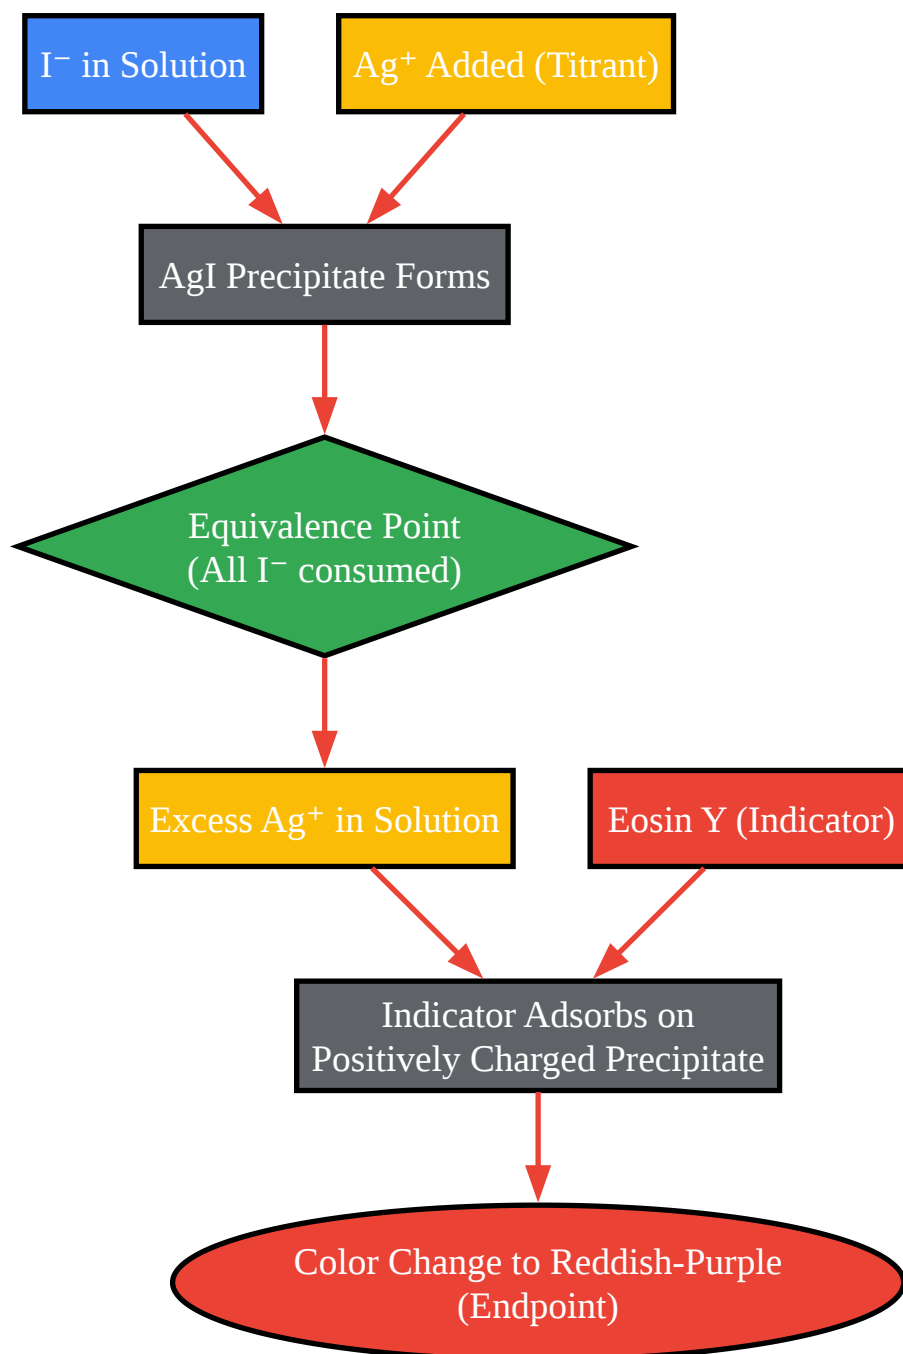 I⁻ in Solution
Ag⁺ Added (Titrant)
AgI Precipitate Forms
Equivalence Point
(All I⁻ consumed)
Excess Ag⁺ in Solution
Eosin Y (Indicator)
Indicator Adsorbs on
Positively Charged Precipitate
Color Change to Reddish-Purple
(Endpoint)